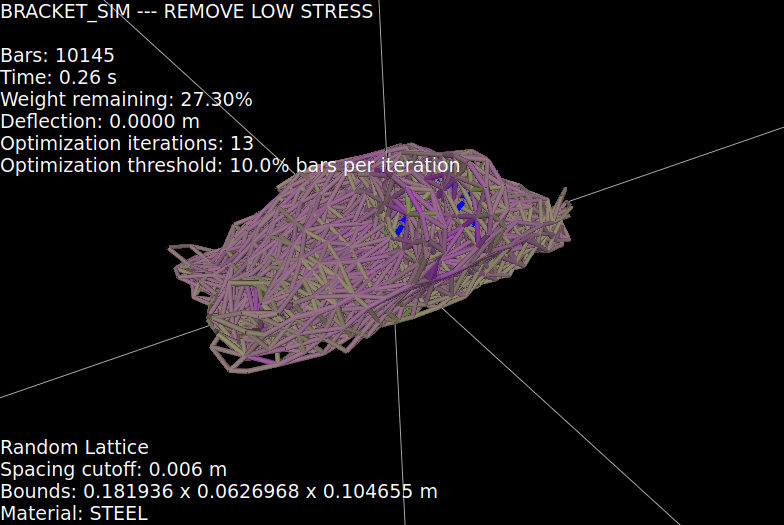 BRACKET_SIM --- REMOVE LOW STRESS
Bars: 10145
Time: 0.26 s
Weight remaining: 27.30%
Deflection: 0.0000 m
Optimization iterations: 13
Optimization threshold: 10.0% bars per iteration
Random Lattice
Spacing cutoff: 0.006 m
Bounds: 0.181936 x 0.0626968 x 0.104655 m
Material: STEEL